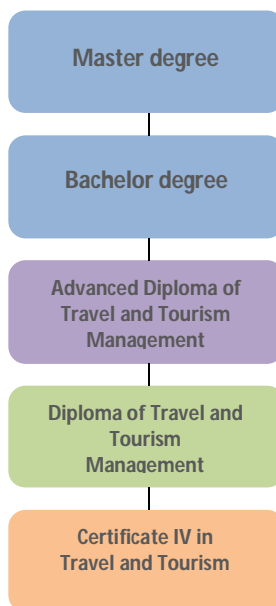 Master degree
Bachelor degree
Advanced Diploma of
Travel and Tourism
Management
Diploma of Travel and
Tourism
Management
Certificate IV in
Travel and Tourism